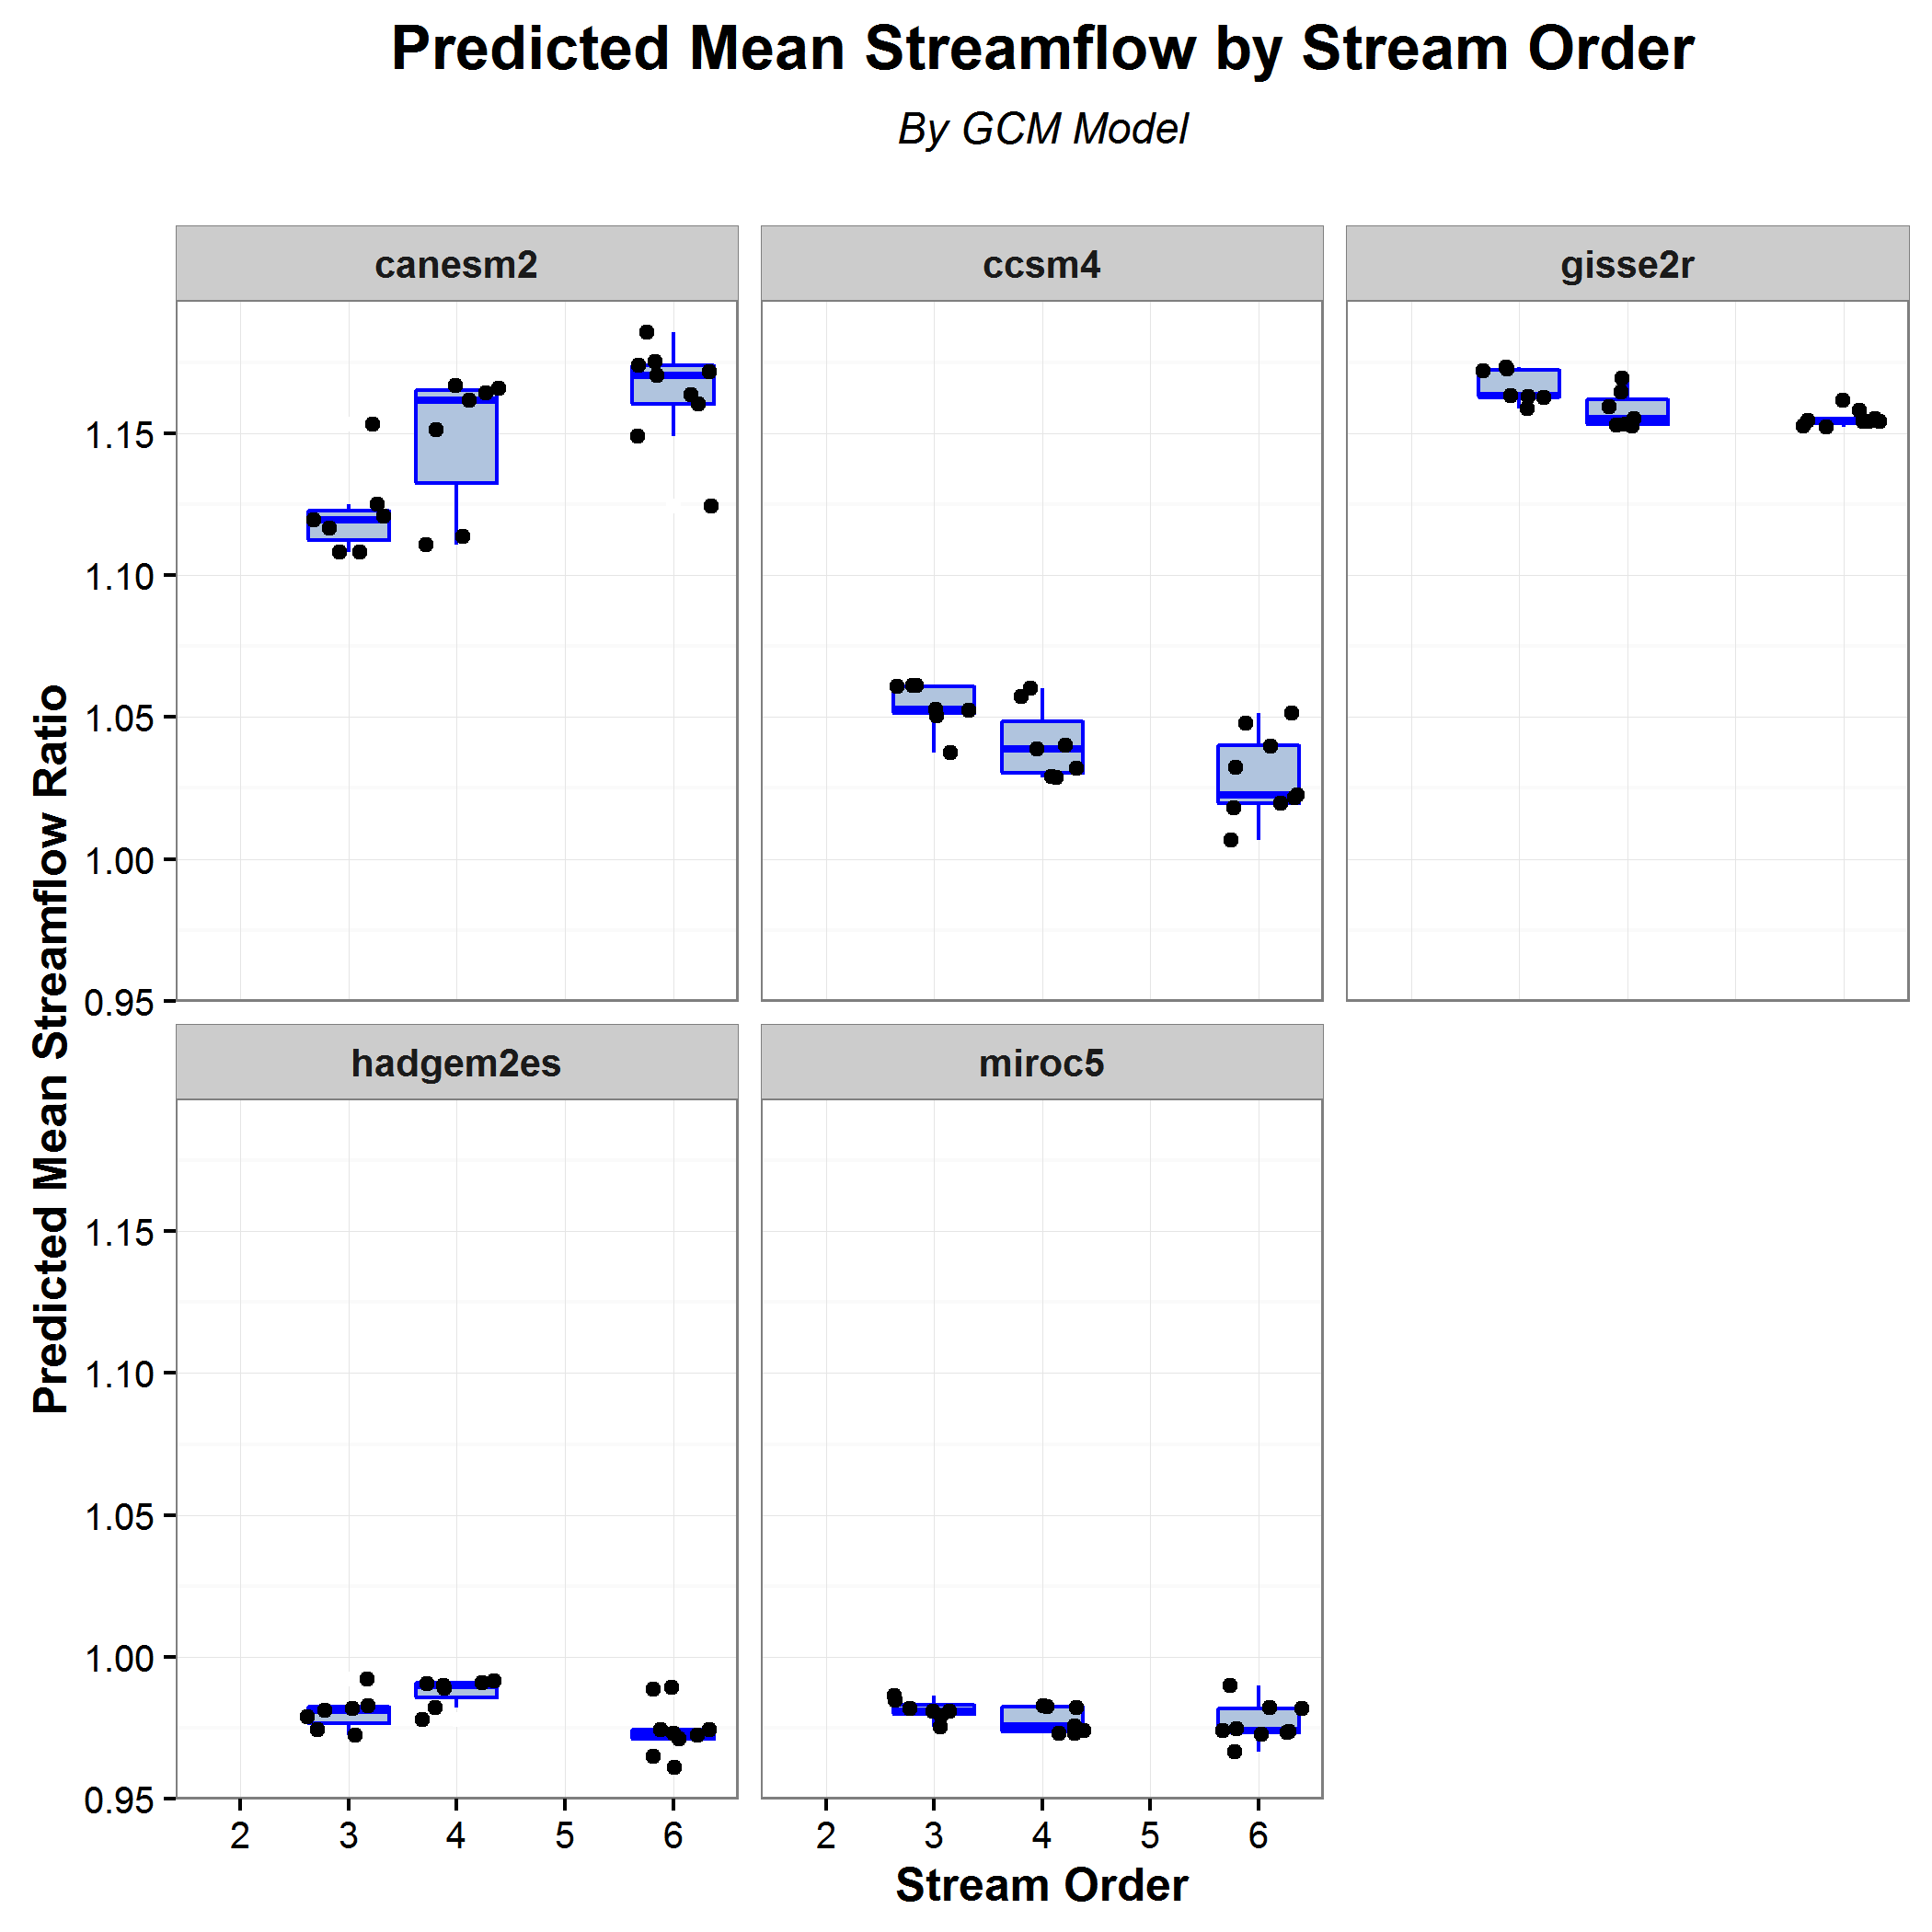 Predicted Mean Streamflow by Stream Order
By GCM Model
canesm2
ccsm4
gisse2r
1.15
1.10
1.05
1.00
0.95
Predicted Mean Streamflow Ratio
hadgem2es
miroc5
1.15
1.10
1.05
1.00
0.95
2 3 4 5 6
2 3 4 5 6
Stream Order